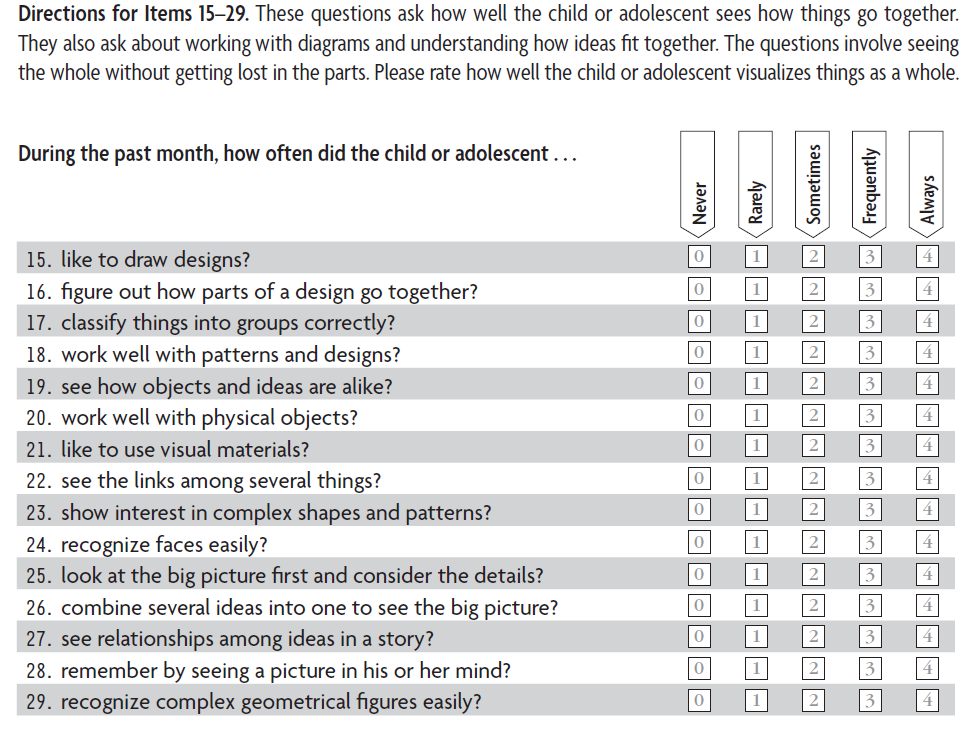 Directions for Items 15–29. These questions ask how well the child or adolescent sees how things go together.
They also ask about working with diagrams and understanding how ideas fit together. The questions involve seeing
the whole without getting lost in the parts. Please rate how well the child or adolescent visualizes things as a whole.
During the past month, how often did the child or adolescent . . .
Never Rarely Sometimes Frequently Always
15. like to draw designs? 0 1 2 3 4
16. figure out how parts of a design go together? 0 1 2 3 4
17. classify things into groups correctly? 0 1 2 3 4
18. work well with patterns and designs? 0 1 2 3 4
19. see how objects and ideas are alike? 0 1 2 3 4
20. work well with physical objects? 0 1 2 3 4
21. like to use visual materials? 0 1 2 3 4
22. see the links among several things? 0 1 2 3 4
23. show interest in complex shapes and patterns? 0 1 2 3 4
24. recognize faces easily? 0 1 2 3 4
25. look at the big picture first and consider the details? 0 1 2 3 4
26. combine several ideas into one to see the big picture? 0 1 2 3 4
27. see relationships among ideas in a story? 0 1 2 3 4
28. remember by seeing a picture in his or her mind? 0 1 2 3 4
29. recognize complex geometrical figures easily? 0 1 2 3 4